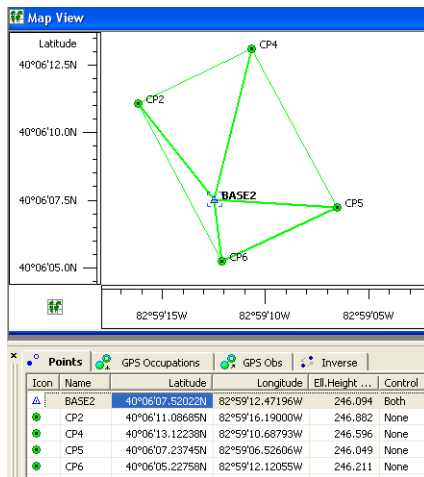 Map View
Latitude
40°06'12.5N
40°06'10.0N
40°06'07.5N
40°06'05.0N
CP4
CP2
BASE2
CP5
CP6
82°59'15W 82°59'10W 82°59'05W
× Points GPS Occupations GPS Obs Inverse
Icon Name Latitude Longitude Ell.Height ... Control
BASE2 40°06'07.52022N 82°59'12.47196W 246.094 Both
CP2 40°06'11.08685N 82°59'16.19000W 246.882 None
CP4 40°06'13.12238N 82°59'10.68793W 246.596 None
CP5 40°06'07.23745N 82°59'06.52606W 246.049 None
CP6 40°06'05.22758N 82°59'12.12055W 246.211 None